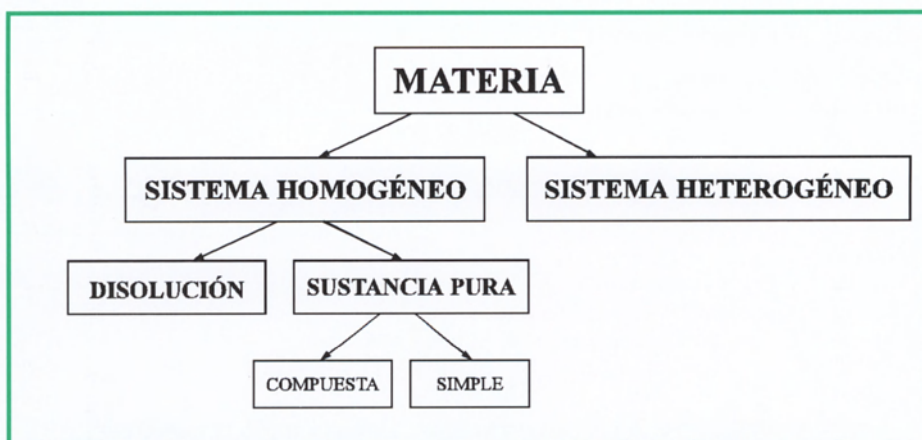 MATERIA
SISTEMA HOMOGÉNEO
SISTEMA HETEROGÉNEO
DISOLUCIÓN
SUSTANCIA PURA
COMPUESTA
SIMPLE